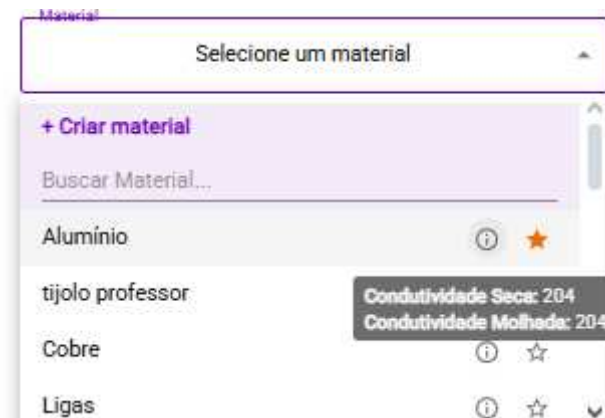 Material
Selecione um material
+ Criar material
Buscar Material...
Alumínio
tijolo professor
Condutividade Seca: 204
Condutividade Molhada: 204
Cobre
Ligas